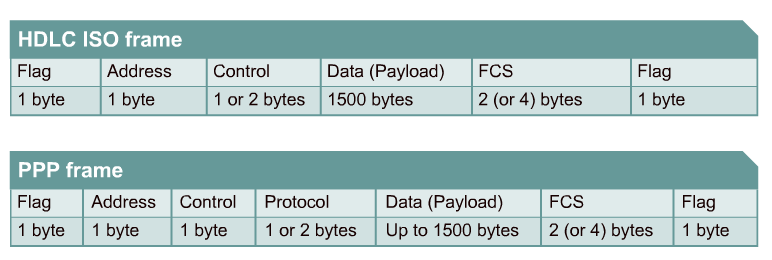 HDLC ISO frame
Flag Address Control Data (Payload) FCS Flag
1 byte 1 byte 1 or 2 bytes 1500 bytes 2 (or 4) bytes 1 byte
PPP frame
Flag Address Control Protocol Data (Payload) FCS Flag
1 byte 1 byte 1 byte 1 or 2 bytes Up to 1500 bytes 2 (or 4) bytes 1 byte